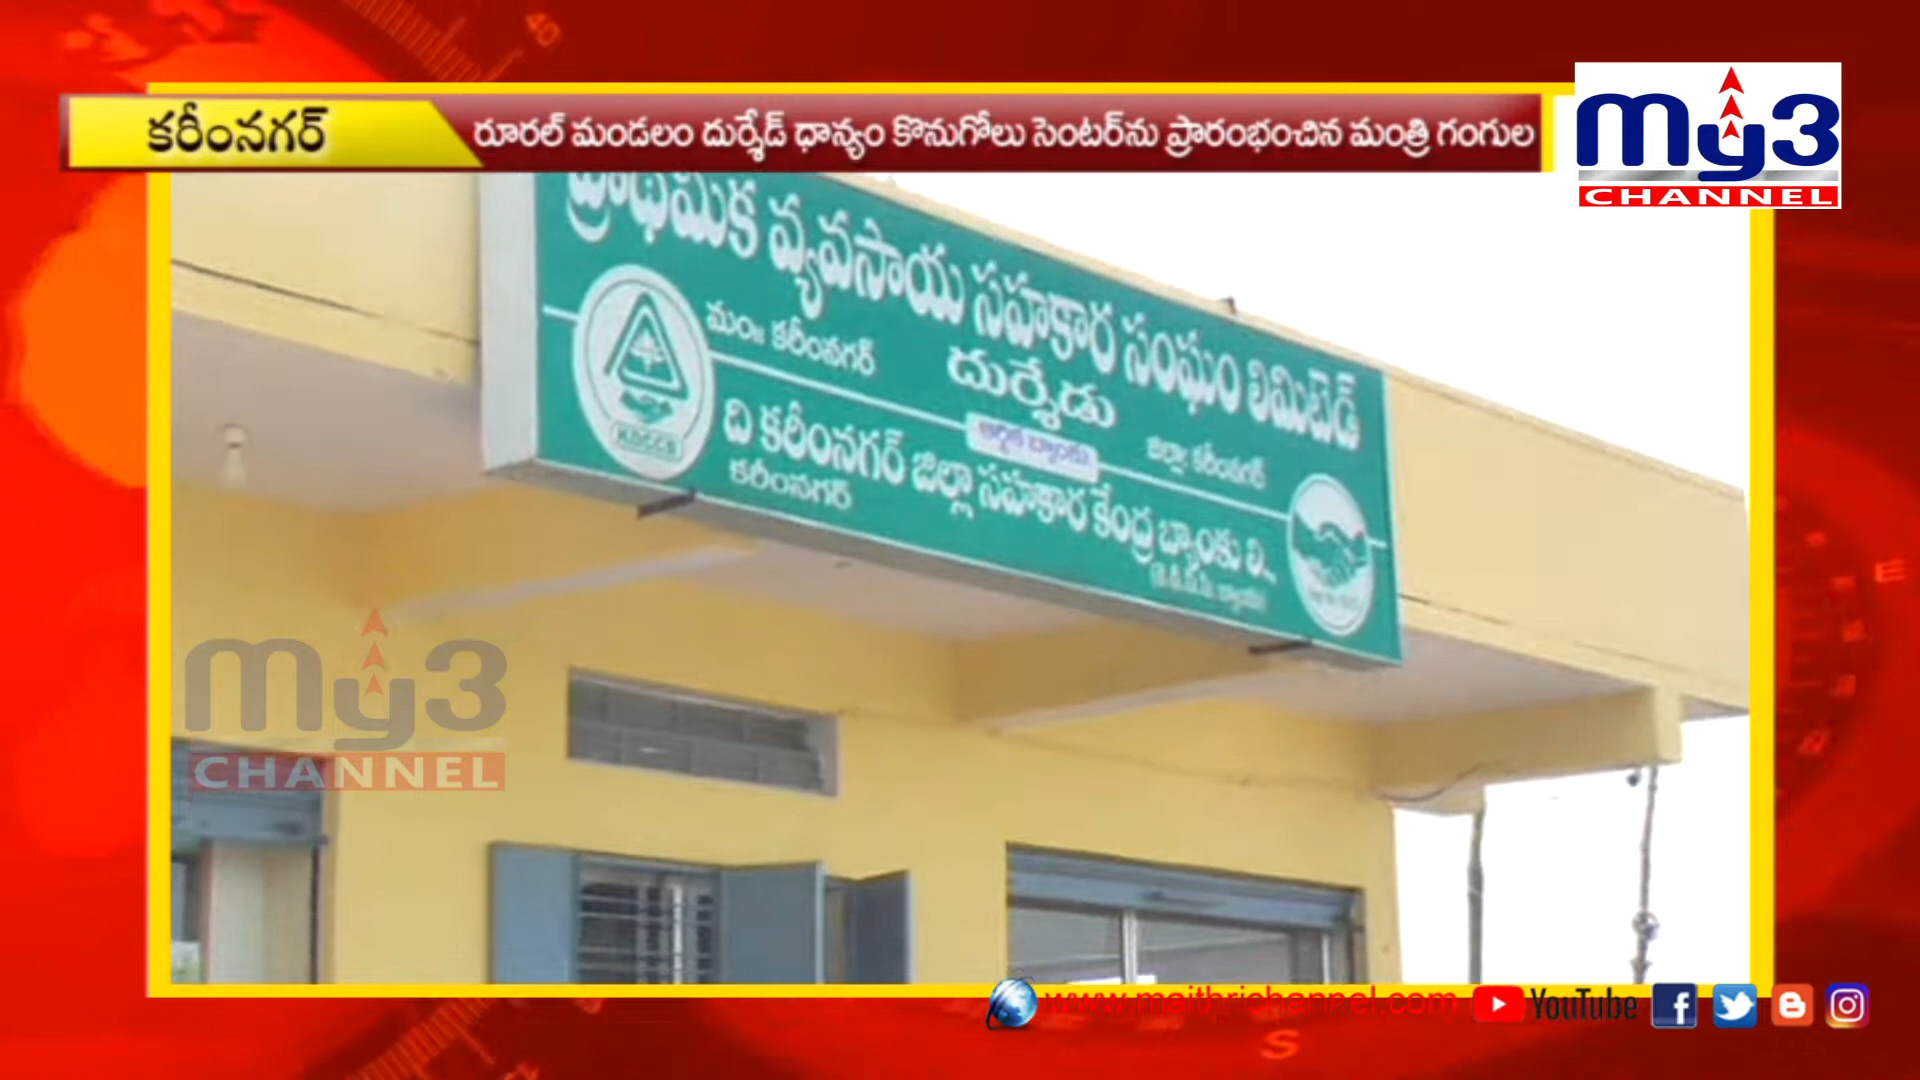 కరీంనగర్
రూరల్ మండలం దుర్శేడ్ ధాన్యం కొనుగోలు సెంటర్‌ను ప్రారంభంచిన మంత్రి గంగుల
my3
CHANNEL
ప్రాథమిక వ్యవసాయ సహకార సంఘం లిమిటెడ్
మం॥ కరీంనగర్
దుర్శేడు
జిల్లా కరీంనగర్
KDCCB
ది కరీంనగర్ జిల్లా సహకార కేంద్ర బ్యాంకు లి.,
కరీంనగర్
my3
CHANNEL
www.maithrichannel.com
YouTube